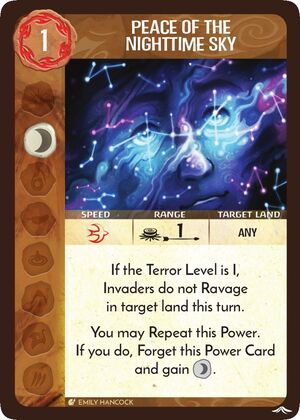 1
PEACE OF THE
NIGHTTIME SKY
SPEED RANGE TARGET LAND
1 ANY
If the Terror Level is I,
Invaders do not Ravage
in target land this turn.
You may Repeat this Power.
If you do, Forget this Power Card
and gain .
EMILY HANCOCK